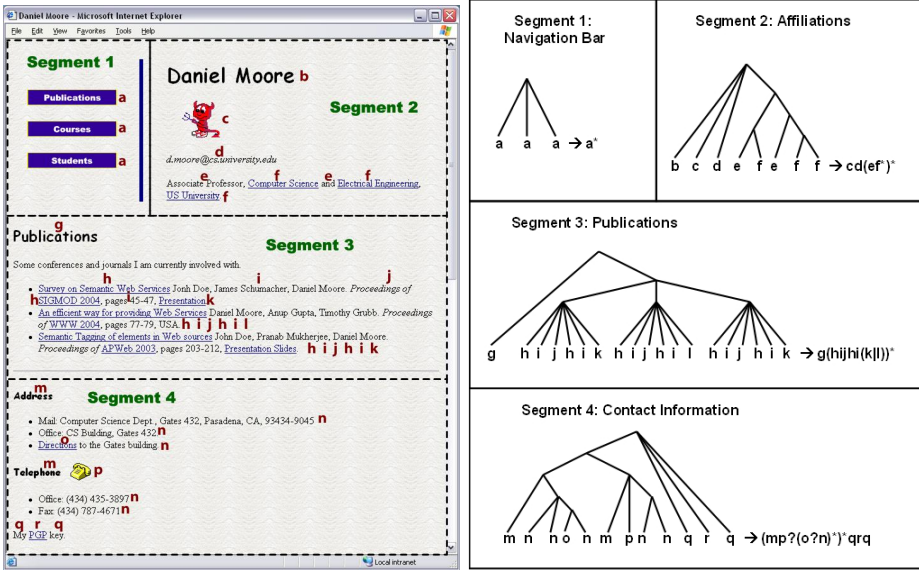 Daniel Moore - Microsoft Internet Explorer
File Edit View Favorites Tools Help
Segment 1
Publications a
Courses a
Students a
Daniel Moore b
Segment 2
c
d
d.moore@cs.university.edu
e f e f
Associate Professor, Computer Science and Electrical Engineering,
US University. f
g
Publications
Segment 3
Some conferences and journals I am currently involved with.
h i j
Survey on Semantic Web Services Jonh Doe, James Schumacher, Daniel Moore. Proceedings of
h SIGMOD 2004, pages i 45-47, Presentation k
An efficient way for providing Web Services Daniel Moore, Anup Gupta, Timothy Grubb. Proceedings
of WWW 2004, pages 77-79, USA. h i j h i l
Semantic Tagging of elements in Web sources John Doe, Pranab Mukherjee, Daniel Moore.
Proceedings of APWeb 2003, pages 203-212, Presentation Slides. h i j h i k
m
Address
Segment 4
Mail: Computer Science Dept., Gates 432, Pasadena, CA, 93434-9045 n
Office: CS Building, Gates 432 n
o
Directions to the Gates building. n
m
Telephone p
Office: (434) 435-3897 n
Fax: (434) 787-4671 n
q r q
My PGP key.
Local intranet
Segment 1:
Navigation Bar
a a a → a*
Segment 2: Affiliations
b c d e f e f f → cd(ef*)*
Segment 3: Publications
g h i j h i k h i j h i l h i j h i k → g(hijhi(k|l))*
Segment 4: Contact Information
m n n o n m p n n q r q → (mp?(o?n)*)*qrq